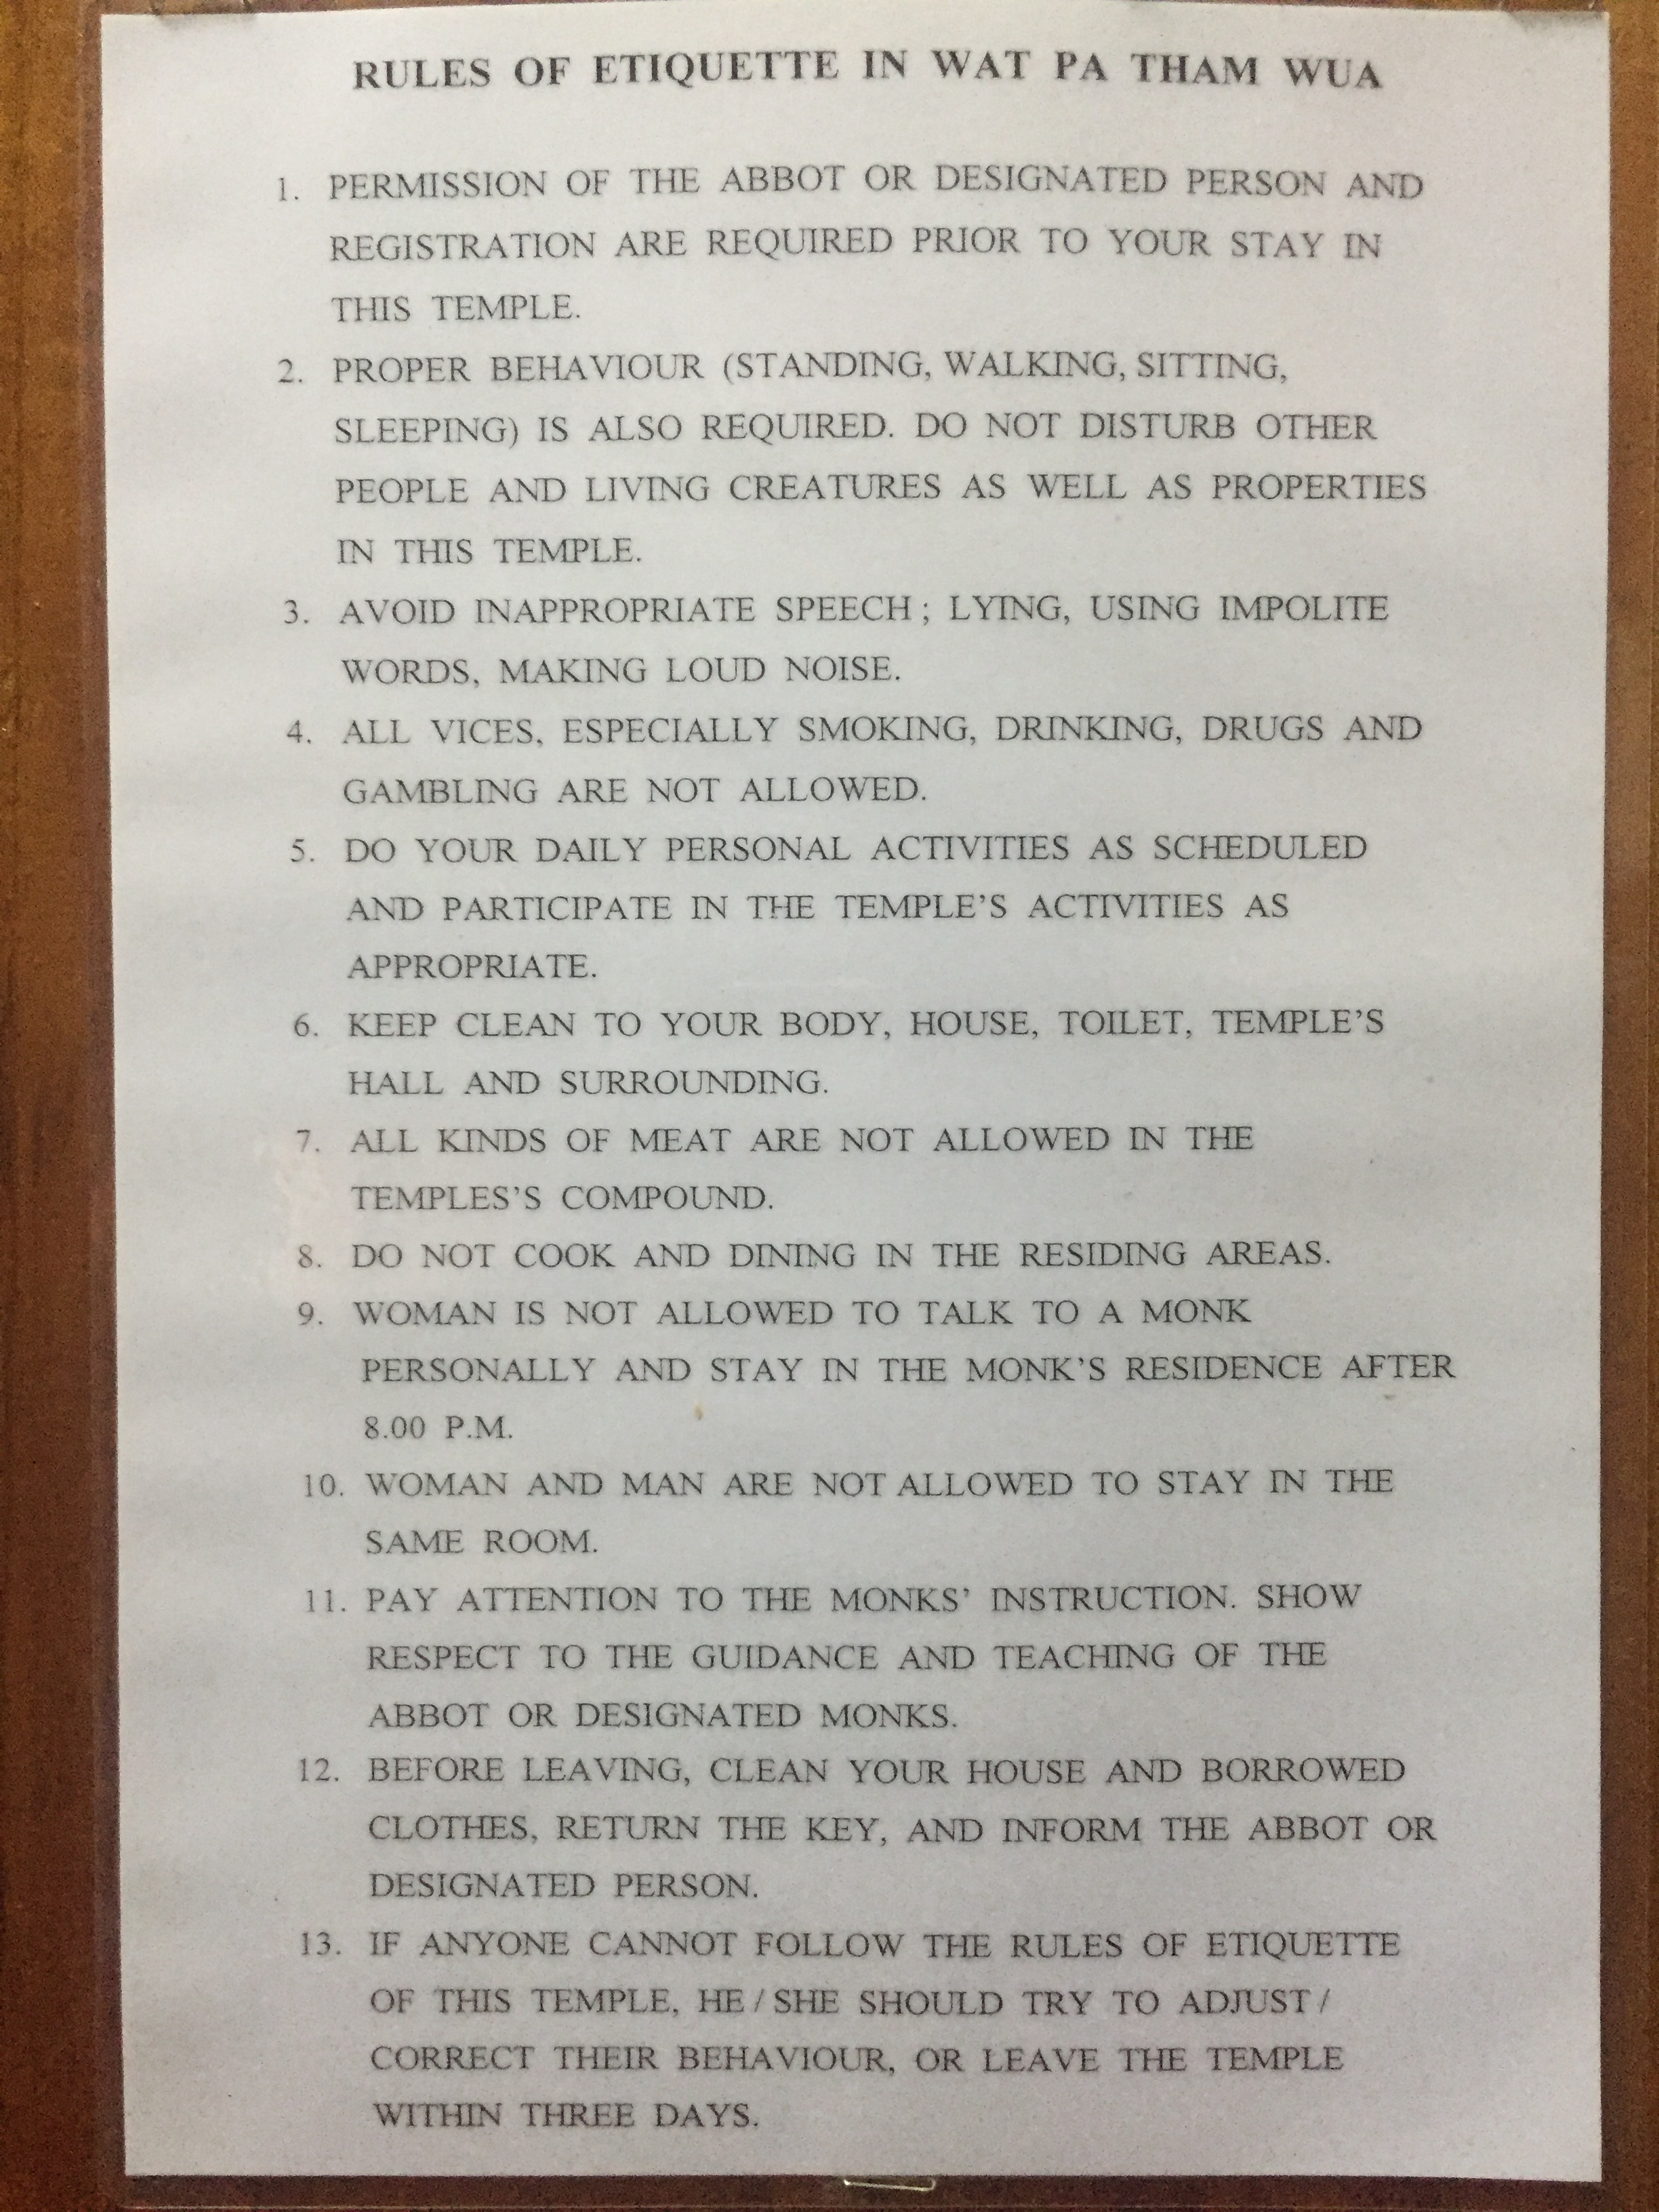 RULES OF ETIQUETTE IN WAT PA THAM WUA
1. PERMISSION OF THE ABBOT OR DESIGNATED PERSON AND
REGISTRATION ARE REQUIRED PRIOR TO YOUR STAY IN
THIS TEMPLE.
2. PROPER BEHAVIOUR (STANDING, WALKING, SITTING,
SLEEPING) IS ALSO REQUIRED. DO NOT DISTURB OTHER
PEOPLE AND LIVING CREATURES AS WELL AS PROPERTIES
IN THIS TEMPLE.
3. AVOID INAPPROPRIATE SPEECH ; LYING, USING IMPOLITE
WORDS, MAKING LOUD NOISE.
4. ALL VICES, ESPECIALLY SMOKING, DRINKING, DRUGS AND
GAMBLING ARE NOT ALLOWED.
5. DO YOUR DAILY PERSONAL ACTIVITIES AS SCHEDULED
AND PARTICIPATE IN THE TEMPLE'S ACTIVITIES AS
APPROPRIATE.
6. KEEP CLEAN TO YOUR BODY, HOUSE, TOILET, TEMPLE'S
HALL AND SURROUNDING.
7. ALL KINDS OF MEAT ARE NOT ALLOWED IN THE
TEMPLES'S COMPOUND.
8. DO NOT COOK AND DINING IN THE RESIDING AREAS.
9. WOMAN IS NOT ALLOWED TO TALK TO A MONK
PERSONALLY AND STAY IN THE MONK'S RESIDENCE AFTER
8.00 P.M.
10. WOMAN AND MAN ARE NOT ALLOWED TO STAY IN THE
SAME ROOM.
11. PAY ATTENTION TO THE MONKS' INSTRUCTION. SHOW
RESPECT TO THE GUIDANCE AND TEACHING OF THE
ABBOT OR DESIGNATED MONKS.
12. BEFORE LEAVING, CLEAN YOUR HOUSE AND BORROWED
CLOTHES, RETURN THE KEY, AND INFORM THE ABBOT OR
DESIGNATED PERSON.
13. IF ANYONE CANNOT FOLLOW THE RULES OF ETIQUETTE
OF THIS TEMPLE, HE / SHE SHOULD TRY TO ADJUST /
CORRECT THEIR BEHAVIOUR, OR LEAVE THE TEMPLE
WITHIN THREE DAYS.